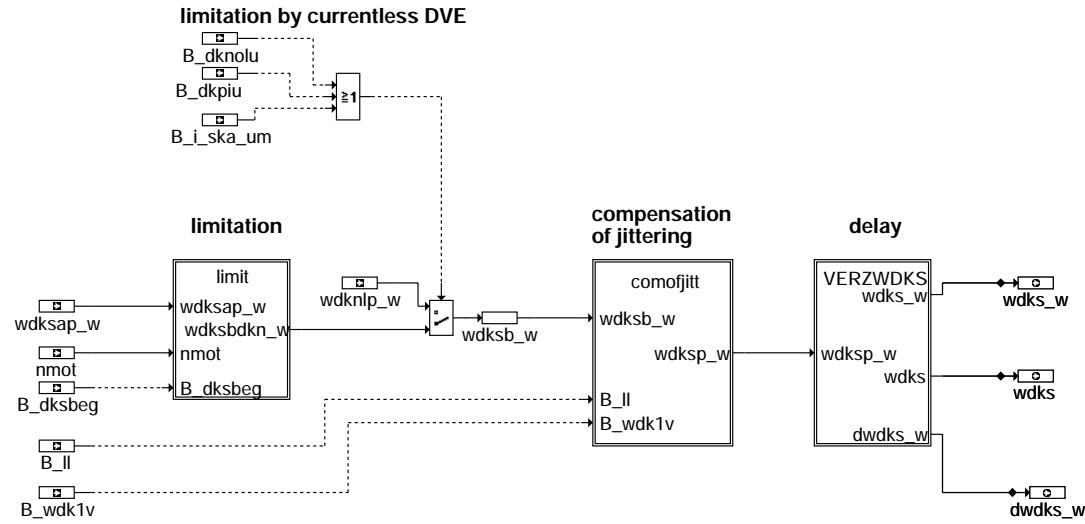 limitation by currentless DVE
B_dknolu
B_dkpiu
≧1
B_i_ska_um
limitation
compensation
of jittering
delay
limit
wdksap_w
wdksbdkn_w
nmot
B_dksbeg
wdksap_w
nmot
B_dksbeg
B_ll
B_wdk1v
wdknlp_w
wdksb_w
comofjitt
wdksb_w
wdksp_w
B_ll
B_wdk1v
VERZWDKS
wdks_w
wdksp_w
wdks
dwdks_w
wdks_w
wdks
dwdks_w